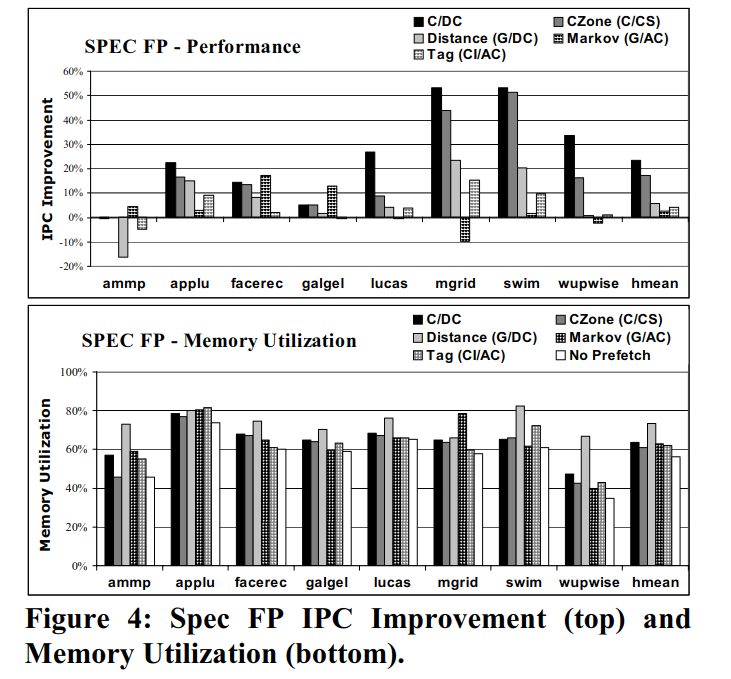 SPEC FP - Performance
C/DC
CZone (C/CS)
Distance (G/DC)
Markov (G/AC)
Tag (CI/AC)
IPC Improvement
60%
50%
40%
30%
20%
10%
0%
-10%
-20%
ammp applu facerec galgel lucas mgrid swim wupwise hmean
SPEC FP - Memory Utilization
C/DC
CZone (C/CS)
Distance (G/DC)
Markov (G/AC)
Tag (CI/AC)
No Prefetch
Memory Utilization
100%
80%
60%
40%
20%
0%
ammp applu facerec galgel lucas mgrid swim wupwise hmean
Figure 4: Spec FP IPC Improvement (top) and
Memory Utilization (bottom).